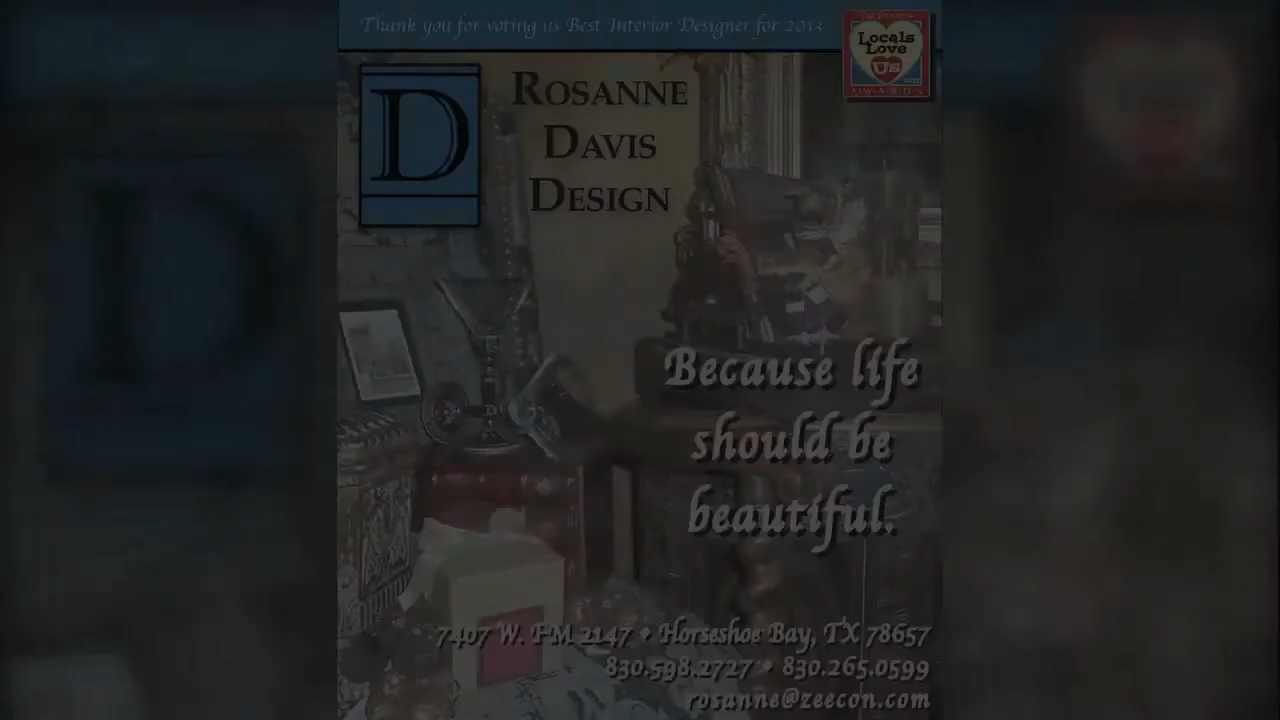 Thank you for voting us Best Interior Designer for 2013
Locals
Love
Us
AWARDS
D
ROSANNE
DAVIS
DESIGN
Because life
should be
beautiful.
7407 W. FM 2147 • Horseshoe Bay, TX 78657
830.598.2727 • 830.265.0599
rosanne@zeecon.com